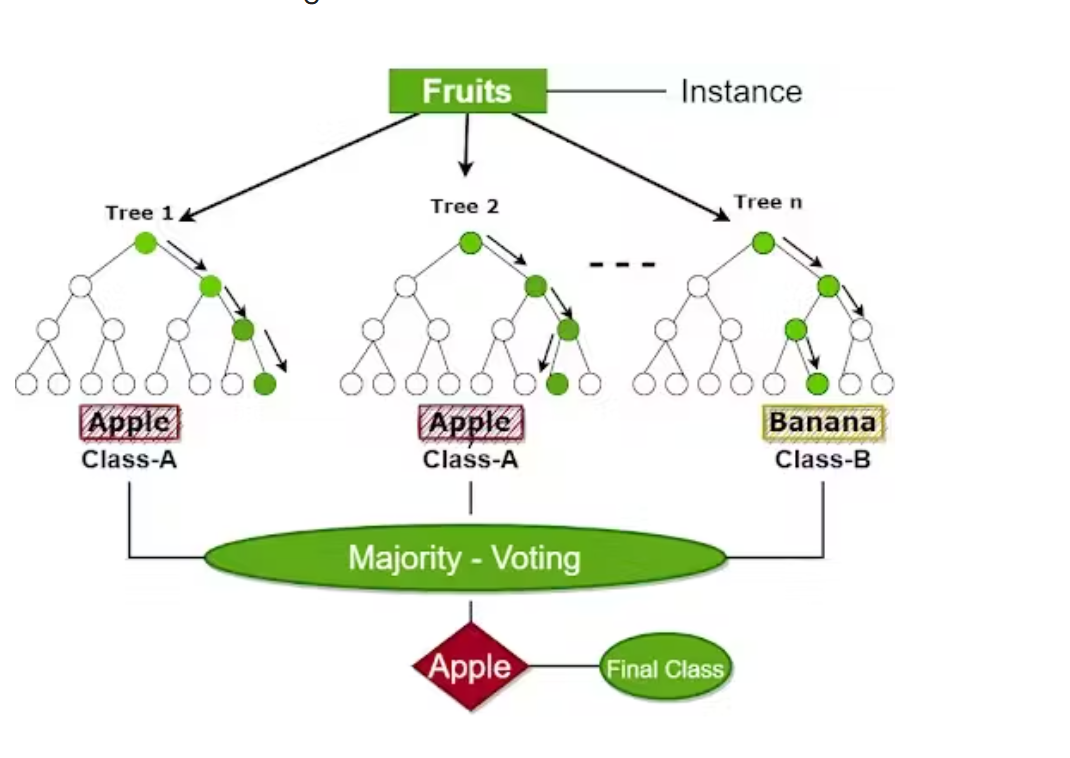 Fruits
Instance
Tree 1
Tree 2
Tree n
Apple
Apple
Banana
Class-A
Class-A
Class-B
Majority - Voting
Apple
Final Class